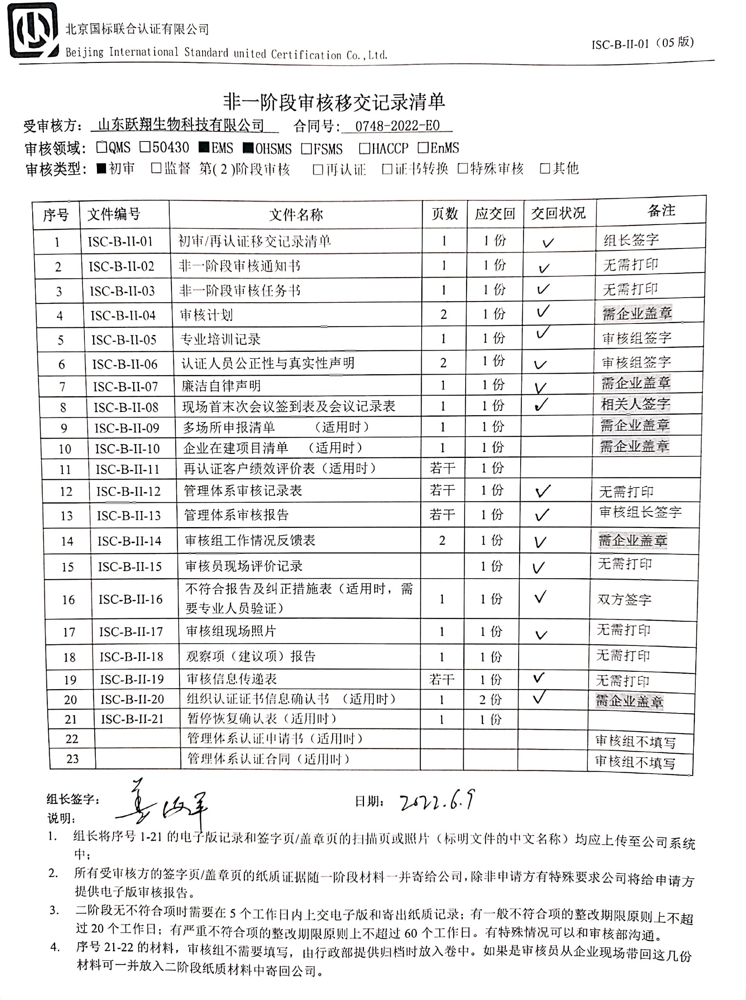 北京国标联合认证有限公司
Beijing International Standard united Certification Co.,Ltd.
ISC-B-II-01（05 版)
非一阶段审核移交记录清单
受审核方： 山东跃翔生物科技有限公司 合同号： 0748-2022-EO
审核领域：□QMS □50430 ■EMS ■OHSMS □FSMS □HACCP □EnMS
审核类型：■初审 □监督 第( 2 )阶段审核 □再认证 □证书转换 □特殊审核 □其他
序号 文件编号 文件名称 页数 应交回 交回状况 备注
1 ISC-B-II-01 初审/再认证移交记录清单 1 1 份 ✓ 组长签字
2 ISC-B-II-02 非一阶段审核通知书 1 1 份 ✓ 无需打印
3 ISC-B-II-03 非一阶段审核任务书 1 1 份 ✓ 无需打印
4 ISC-B-II-04 审核计划 2 1 份 ✓ 需企业盖章
5 ISC-B-II-05 专业培训记录 1 1 份 ✓ 审核组签字
6 ISC-B-II-06 认证人员公正性与真实性声明 2 1 份 ✓ 审核组签字
7 ISC-B-II-07 廉洁自律声明 1 1 份 ✓ 需企业盖章
8 ISC-B-II-08 现场首末次会议签到表及会议记录表 1 1 份 ✓ 相关人签字
9 ISC-B-II-09 多场所申报清单 （适用时） 1 1 份 需企业盖章
10 ISC-B-II-10 企业在建项目清单 （适用时） 1 1 份 需企业盖章
11 ISC-B-II-11 再认证客户绩效评价表（适用时） 若干 1 份
12 ISC-B-II-12 管理体系审核记录表 若干 1 份 ✓ 无需打印
13 ISC-B-II-13 管理体系审核报告 若干 1 份 ✓ 审核组长签字
14 ISC-B-II-14 审核组工作情况反馈表 2 1 份 ✓ 需企业盖章
15 ISC-B-II-15 审核员现场评价记录 1 份 ✓ 无需打印
16 ISC-B-II-16 不符合报告及纠正措施表（适用时，需
要专业人员验证） 1 1 份 ✓ 双方签字
17 ISC-B-II-17 审核组现场照片 1 1 份 ✓ 无需打印
18 ISC-B-II-18 观察项（建议项）报告 1 1 份 无需打印
19 ISC-B-II-19 审核信息传递表 若干 1 份 ✓ 无需打印
20 ISC-B-II-20 组织认证证书信息确认书 （适用时） 1 2 份 ✓ 需企业盖章
21 ISC-B-II-21 暂停恢复确认表（适用时） 1 1 份
22 管理体系认证申请书（适用时） 审核组不填写
23 管理体系认证合同（适用时） 审核组不填写
组长签字： 日期： 2022.6.9
说明：
1. 组长将序号 1-21 的电子版记录和签字页/盖章页的扫描页或照片（标明文件的中文名称）均应上传至公司系统
中；
2. 所有受审核方的签字页/盖章页的纸质证据随一阶段材料一并寄给公司，除非申请方有特殊要求公司将给申请方
提供电子版审核报告。
3. 二阶段无不符合项时需要在 5 个工作日内上交电子版和寄出纸质记录；有一般不符合项的整改期限原则上不超
过 20 个工作日；有严重不符合项的整改期限原则上不超过 60 个工作日。有特殊情况可以和审核部沟通。
4. 序号 21-22 的材料，审核组不需要填写，由行政部提供归档时放入卷中。如果是审核员从企业现场带回这几份
材料可一并放入二阶段纸质材料中寄回公司。